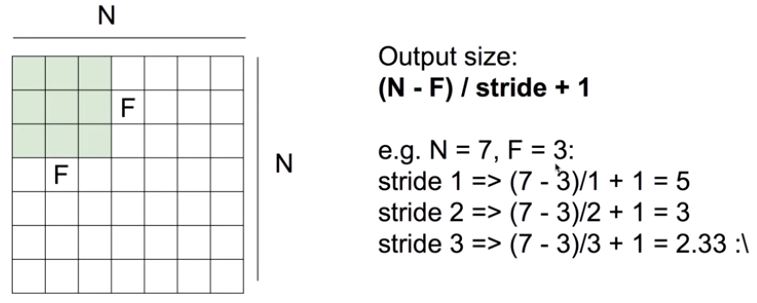 N
F
F
N
Output size:
(N - F) / stride + 1
e.g. N = 7, F = 3:
stride 1 => (7 - 3)/1 + 1 = 5
stride 2 => (7 - 3)/2 + 1 = 3
stride 3 => (7 - 3)/3 + 1 = 2.33 :\